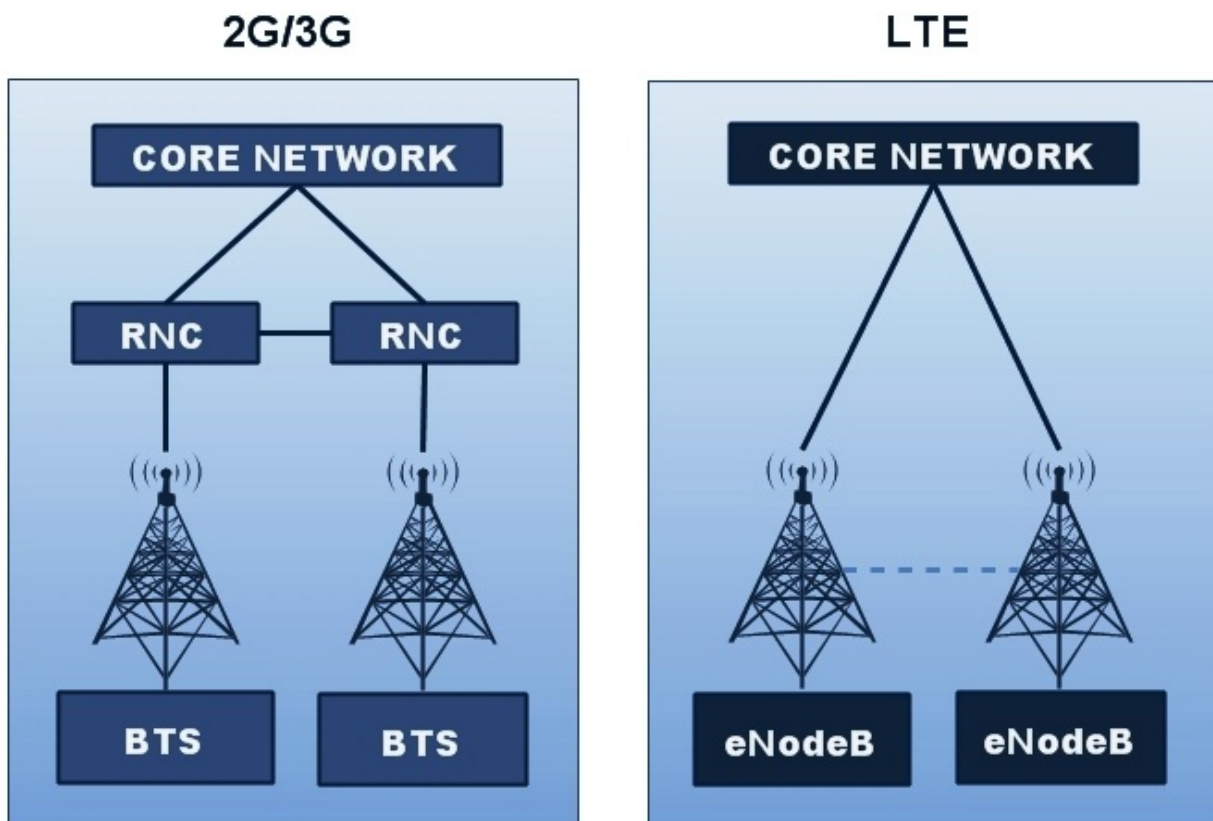 2G/3G
LTE
CORE NETWORK
CORE NETWORK
RNC
RNC
BTS
BTS
eNodeB
eNodeB